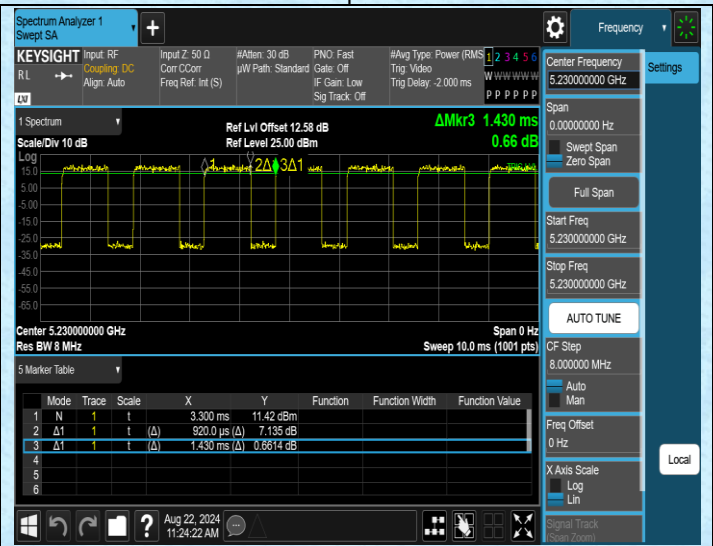 Spectrum Analyzer 1
Swept SA
Frequency
KEYSIGHT
RL
LXI
Input: RF
Coupling: DC
Align: Auto
Input Z: 50 Ω
Corr CCorr
Freq Ref: Int (S)
#Atten: 30 dB
µW Path: Standard
PNO: Fast
Gate: Off
IF Gain: Low
Sig Track: Off
#Avg Type: Power (RMS
Trig: Video
Trig Delay: -2.000 ms
1 2 3 4 5 6
W W W W W W
P P P P P P
1 Spectrum
Scale/Div 10 dB
Ref Lvl Offset 12.58 dB
Ref Level 25.00 dBm
ΔMkr3 1.430 ms
0.66 dB
Log
15.0
5.00
-5.00
-15.0
-25.0
-35.0
-45.0
-55.0
-65.0
1
2Δ1
3Δ1
Center 5.230000000 GHz
Res BW 8 MHz
Span 0 Hz
Sweep 10.0 ms (1001 pts)
5 Marker Table
Mode Trace Scale X Y Function Function Width Function Value
1 N 1 t 3.300 ms 11.42 dBm
2 Δ1 1 t (Δ) 920.0 µs (Δ) 7.135 dB
3 Δ1 1 t (Δ) 1.430 ms (Δ) 0.6614 dB
4
5
6
Aug 22, 2024
11:24:22 AM
Center Frequency
5.230000000 GHz
Span
0.00000000 Hz
Swept Span
Zero Span
Full Span
Start Freq
5.230000000 GHz
Stop Freq
5.230000000 GHz
AUTO TUNE
CF Step
8.000000 MHz
Auto
Man
Freq Offset
0 Hz
X Axis Scale
Log
Lin
Signal Track
(Span Zoom)
Settings
Local